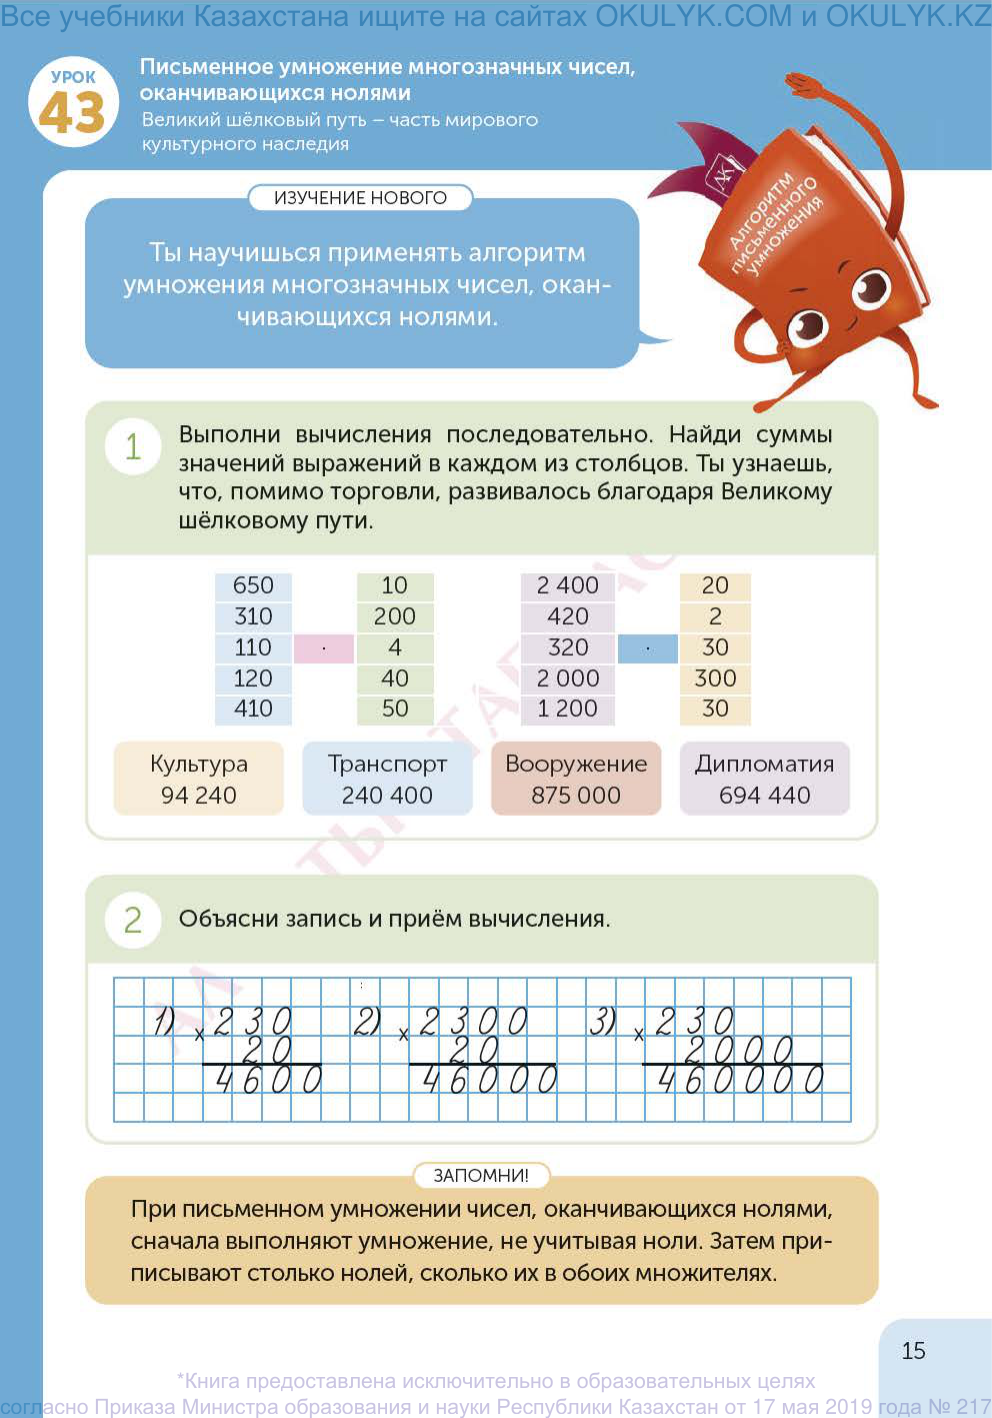 Все учебники Казахстана ищите на сайтах OKULYK.COM и OKULYK.KZ
УРОК
43
Письменное умножение многозначных чисел,
оканчивающихся нолями
Великий шёлковый путь – часть мирового
культурного наследия
АК
Алгоритм
письменного
умножения
ИЗУЧЕНИЕ НОВОГО
Ты научишься применять алгоритм
умножения многозначных чисел, окан-
чивающихся нолями.
1
Выполни вычисления последовательно. Найди суммы
значений выражений в каждом из столбцов. Ты узнаешь,
что, помимо торговли, развивалось благодаря Великому
шёлковому пути.
650 10 2 400 20
310 200 420 2
110 · 4 320 · 30
120 40 2 000 300
410 50 1 200 30
Культура Транспорт Вооружение Дипломатия
94 240 240 400 875 000 694 440
2
Объясни запись и приём вычисления.
1) × 230 2) × 2300 3) × 230
20 20 2000
4600 46000 460000
ЗАПОМНИ!
При письменном умножении чисел, оканчивающихся нолями,
сначала выполняют умножение, не учитывая ноли. Затем при-
писывают столько нолей, сколько их в обоих множителях.
15
*Книга предоставлена исключительно в образовательных целях
согласно Приказа Министра образования и науки Республики Казахстан от 17 мая 2019 года № 217